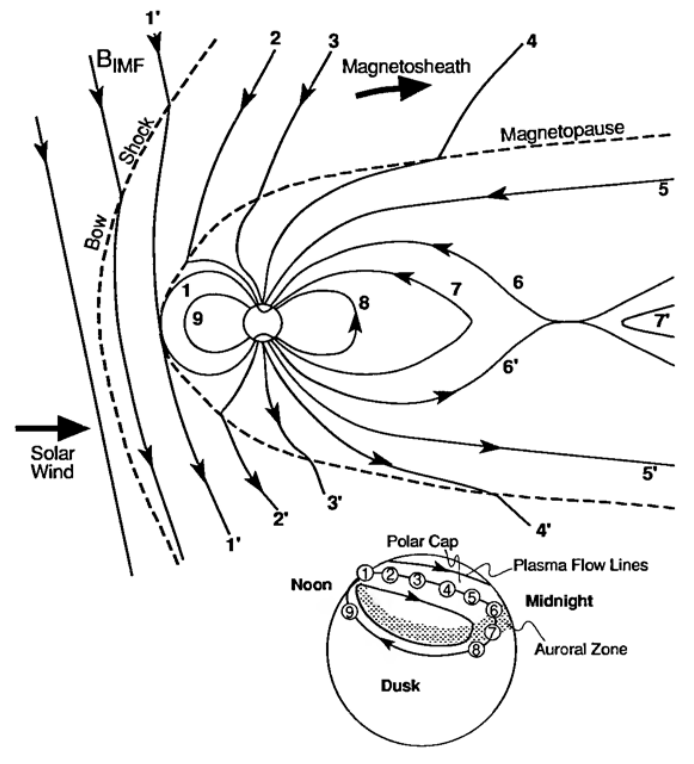 1'
2
3
4
BIMF
Magnetosheath
Shock
Magnetopause
Bow
5
1
6
7
8
9
7'
6'
Solar
Wind
5'
1'
2'
3'
4'
Polar Cap
Plasma Flow Lines
Noon
1
2
3
4
5
6
Midnight
9
7
8
Auroral Zone
Dusk